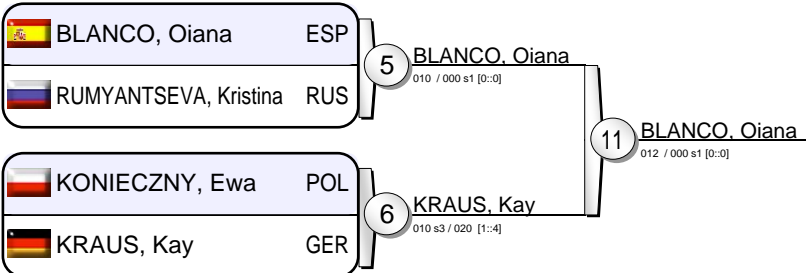 BLANCO, Oiana ESP
RUMYANTSEVA, Kristina RUS
5
BLANCO, Oiana
010 / 000 s1 [0::0]
11
BLANCO, Oiana
012 / 000 s1 [0::0]
KONIECZNY, Ewa POL
KRAUS, Kay GER
6
KRAUS, Kay
010 s3 / 020 [1::4]